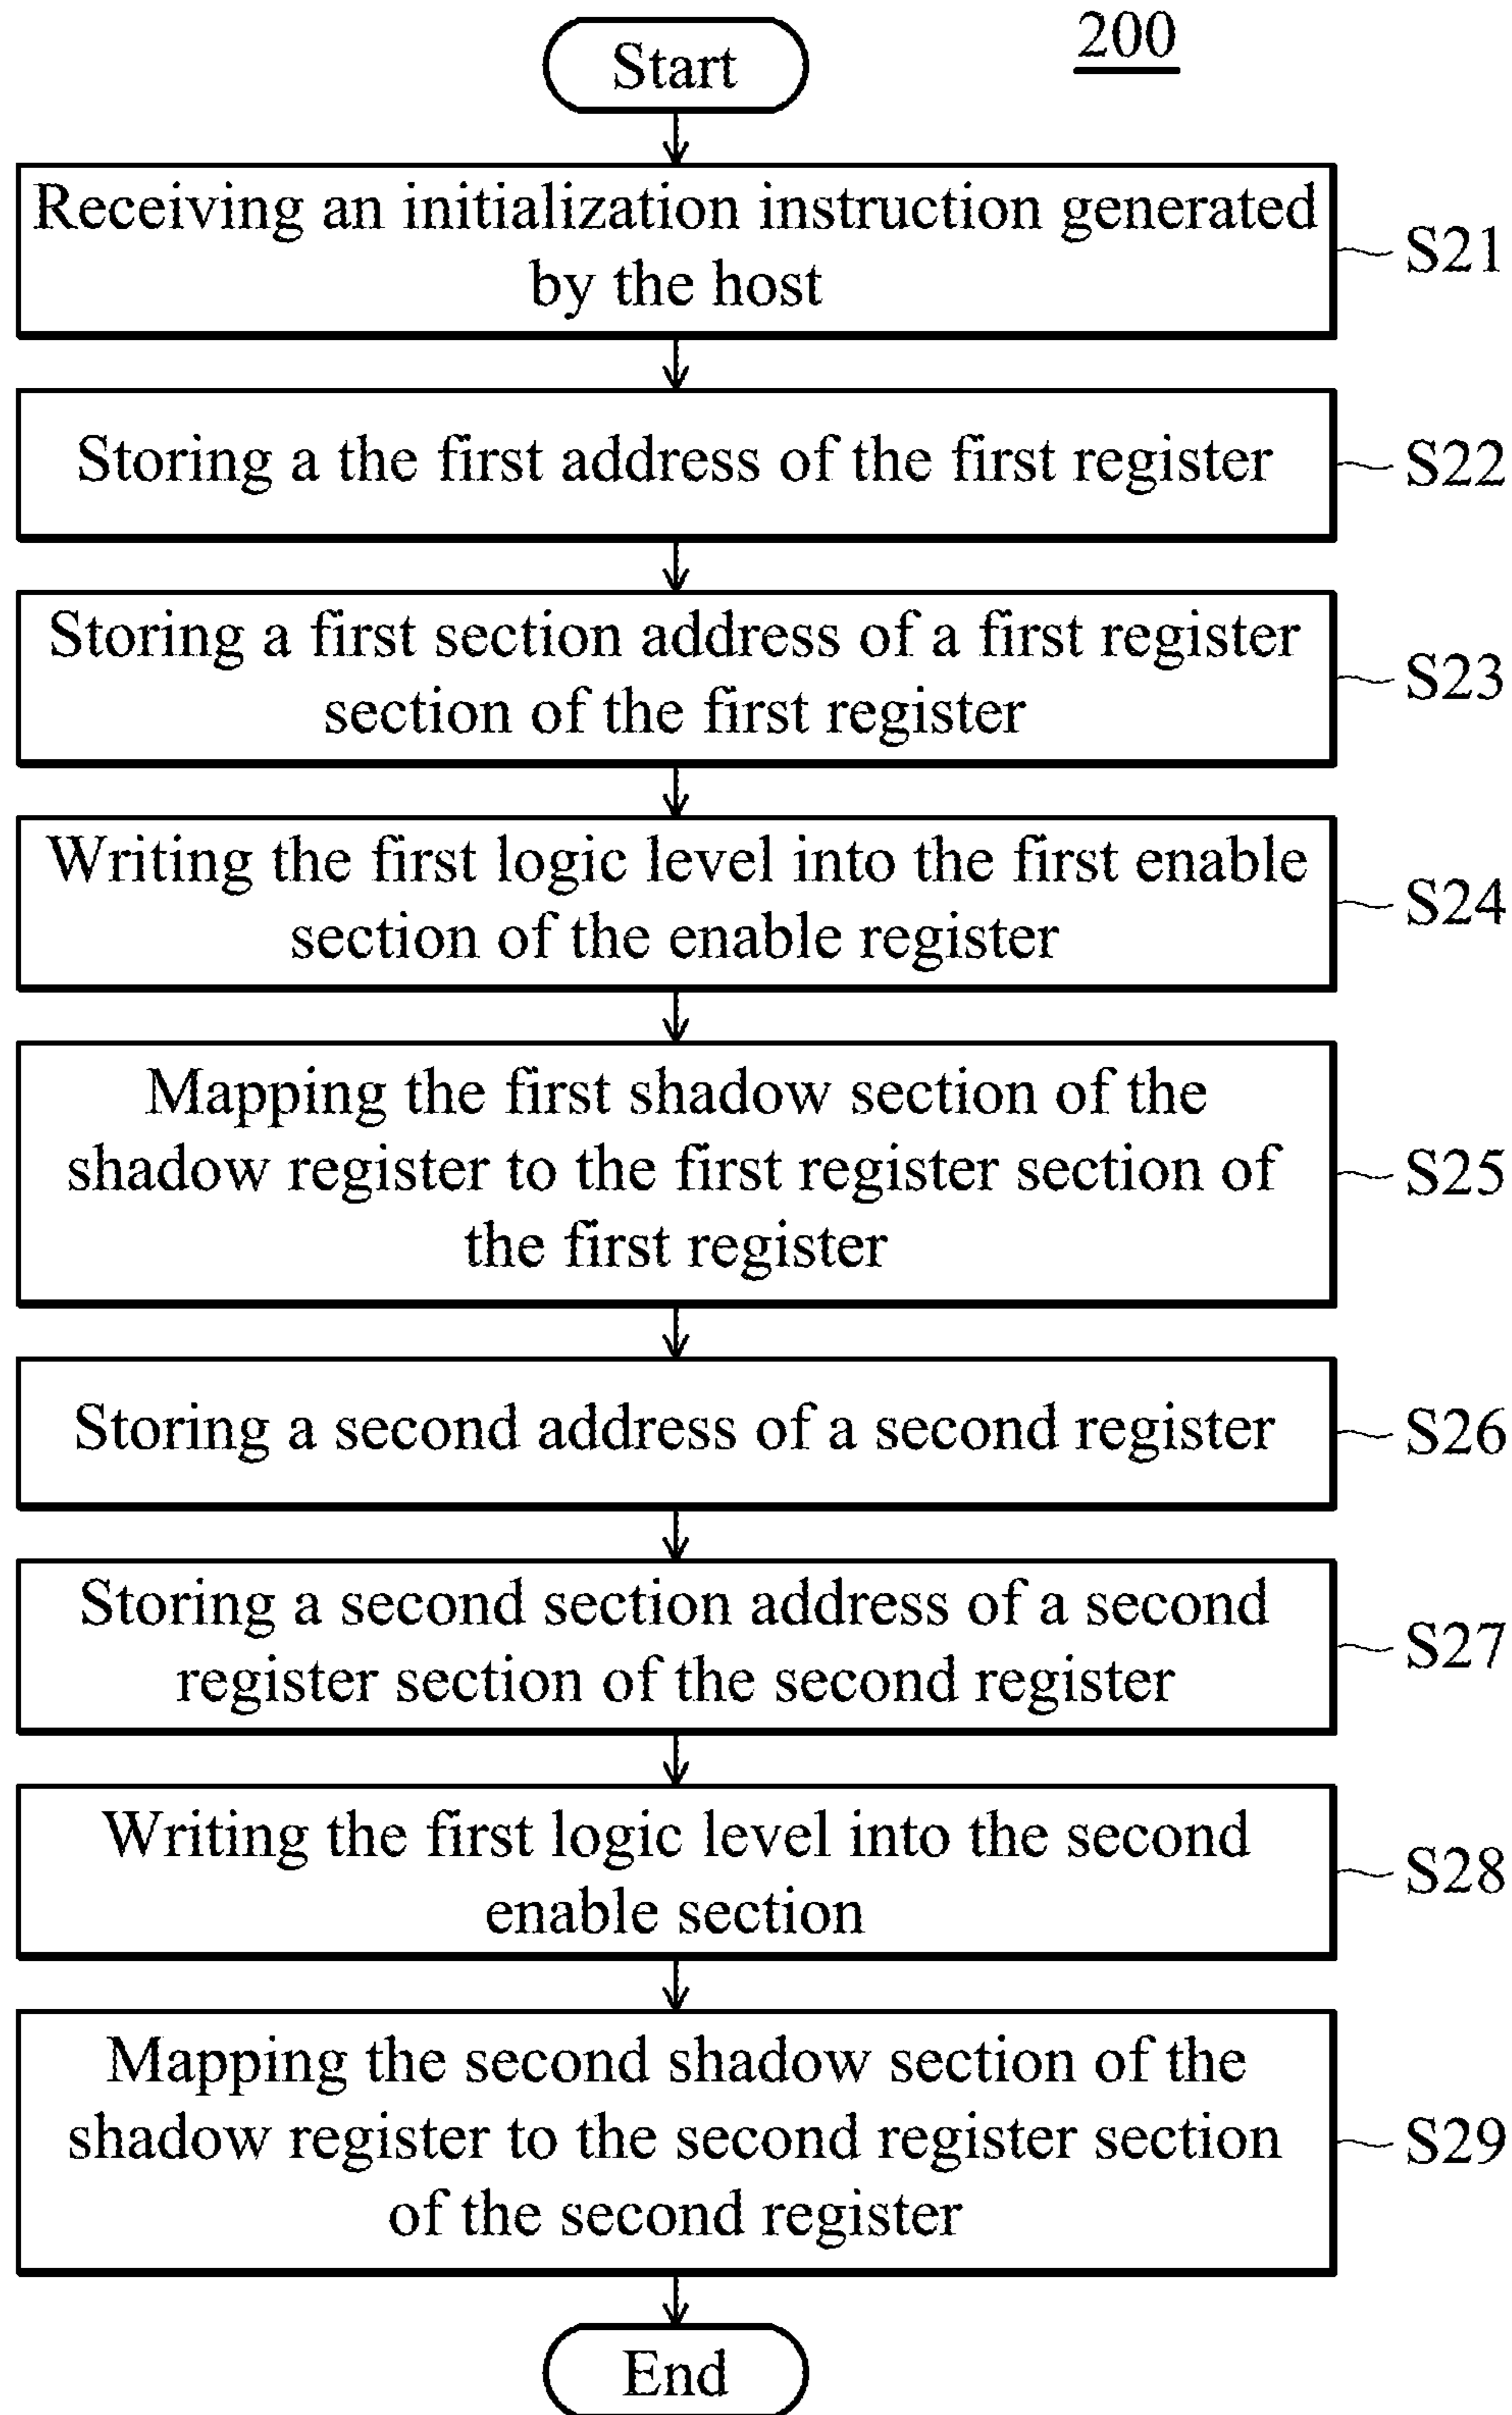 200
Start
Receiving an initialization instruction generated
by the host
S21
Storing a the first address of the first register
S22
Storing a first section address of a first register
section of the first register
S23
Writing the first logic level into the first enable
section of the enable register
S24
Mapping the first shadow section of the
shadow register to the first register section of
the first register
S25
Storing a second address of a second register
S26
Storing a second section address of a second
register section of the second register
S27
Writing the first logic level into the second
enable section
S28
Mapping the second shadow section of the
shadow register to the second register section
of the second register
S29
End